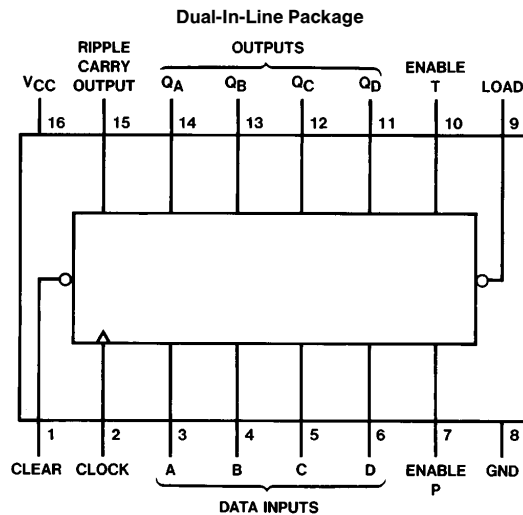 Dual-In-Line Package
RIPPLE CARRY OUTPUT
OUTPUTS
ENABLE T
VCC
QA
QB
QC
QD
LOAD
16
15
14
13
12
11
10
9
1
2
3
4
5
6
7
8
CLEAR
CLOCK
A
B
C
D
ENABLE P
GND
DATA INPUTS